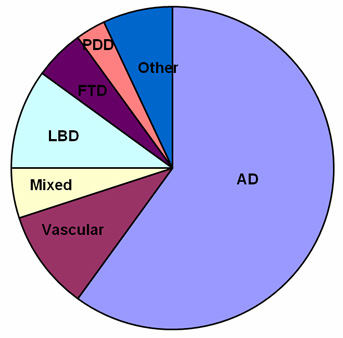 PDD
Other
FTD
LBD
AD
Mixed
Vascular